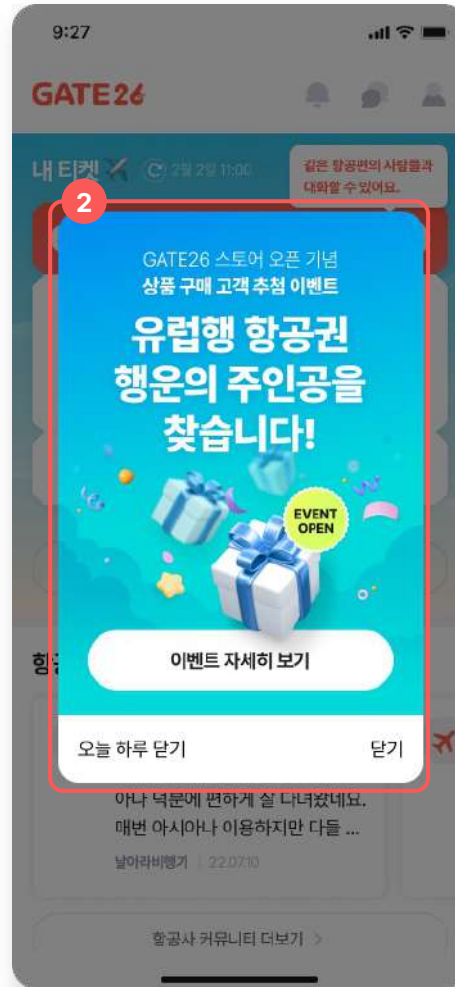 9:27
GATE26
내 티켓
2월 2일 11:00
같은 항공편의 사람들과
대화할 수 있어요.
2
GATE26 스토어 오픈 기념
상품 구매 고객 추첨 이벤트
유럽행 항공권
행운의 주인공을
찾습니다!
EVENT
OPEN
이벤트 자세히 보기
오늘 하루 닫기
닫기
아나 덕분에 편하게 잘 다녀왔네요.
매번 아시아나 이용하지만 다들 ...
날아라비행기 | 22.07.10
항공사 커뮤니티 더보기 >